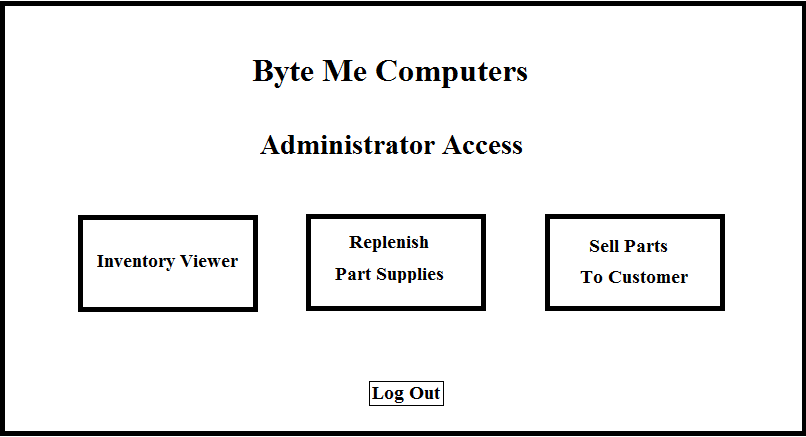 Byte Me Computers
Administrator Access
Inventory Viewer
Replenish
Part Supplies
Sell Parts
To Customer
Log Out